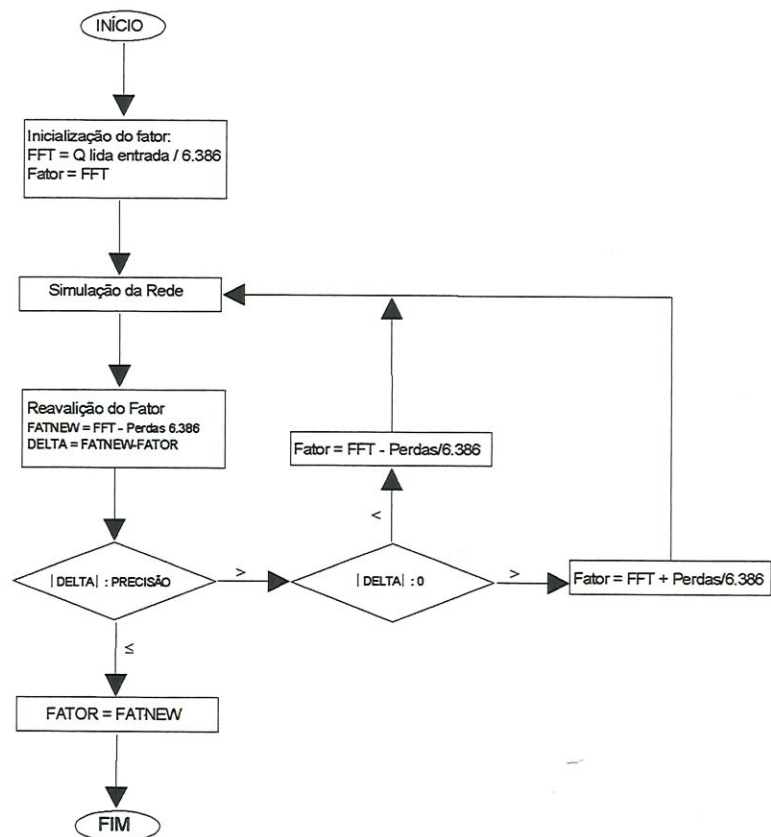 INÍCIO
Inicialização do fator:
FFT = Q lida entrada / 6.386
Fator = FFT
Simulação da Rede
Reavalição do Fator
FATNEW = FFT - Perdas 6.386
DELTA = FATNEW-FATOR
Fator = FFT - Perdas/6.386
<
| DELTA| : PRECISÃO
>
| DELTA| : 0
>
Fator = FFT + Perdas/6.386
≤
FATOR = FATNEW
FIM